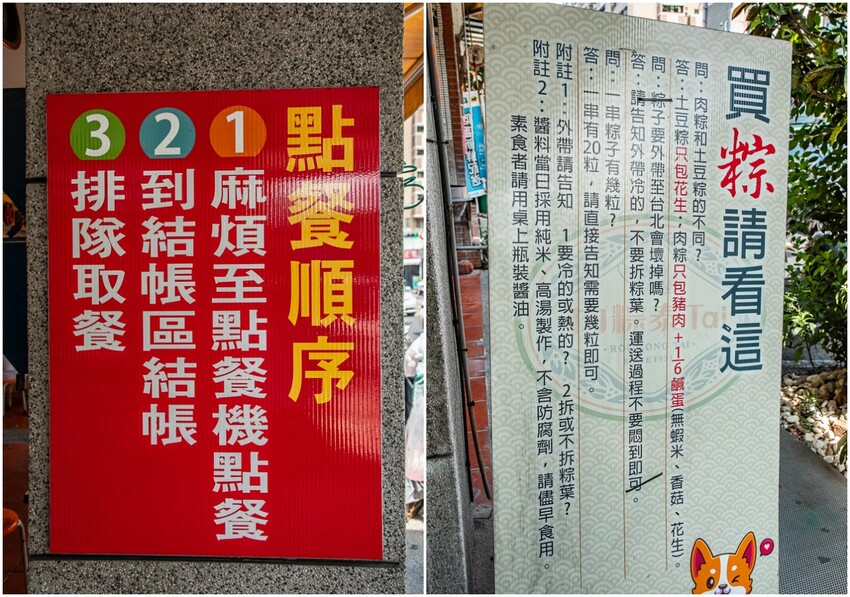 點餐順序
1 麻煩至點餐機點餐
2 到結帳區結帳
3 排隊取餐
買粽請看這
問：肉粽和土豆粽的不同？
答：土豆粽只包花生，肉粽只包豬肉+1/6鹹蛋(無蝦米、香菇、花生)。
問：粽子要外帶至台北會壞掉嗎？
答：請告知外帶冷的，不要拆粽葉。運送過程不要悶到即可。
問：一串粽子有幾粒？
答：一串有20粒，請直接告知需要幾粒即可。
附註1：外帶請告知 1要冷的或熱的？ 2拆或不拆粽葉？
附註2：醬料當日採用純米、高湯製作，不含防腐劑，請儘早食用。
素食者請用桌上瓶裝醬油。